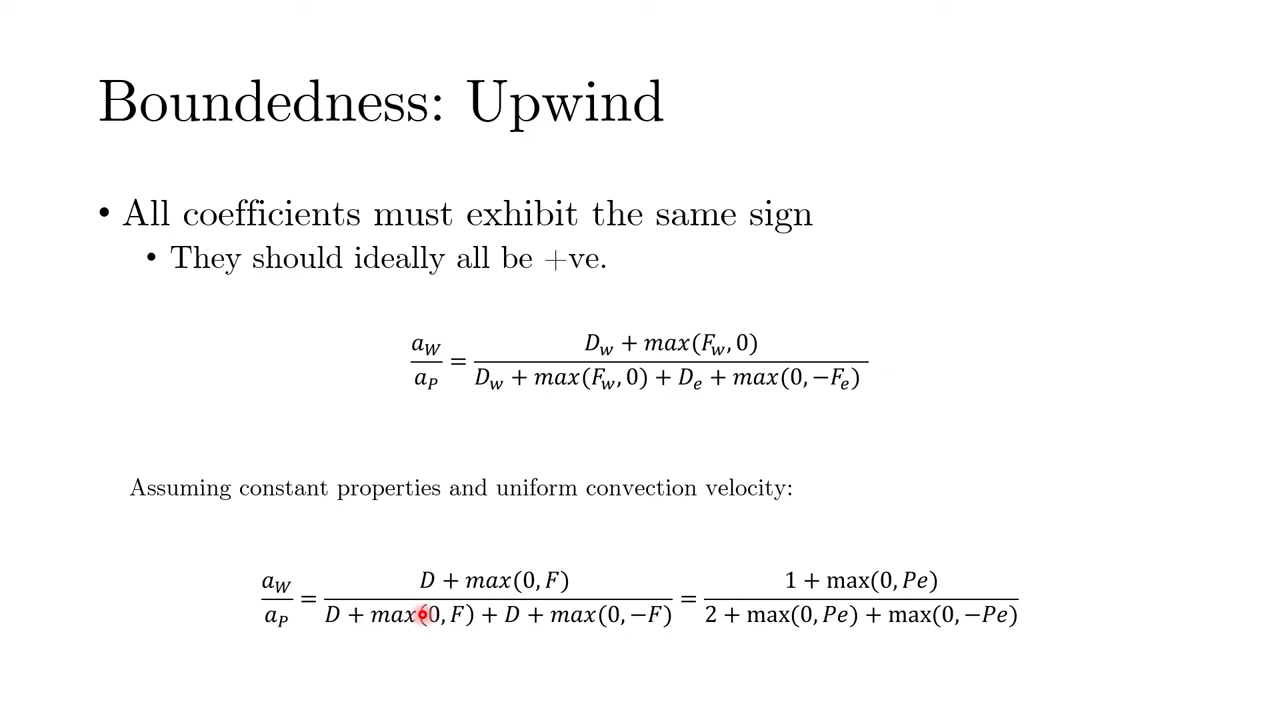 Boundedness: Upwind
• All coefficients must exhibit the same sign
• They should ideally all be +ve.
a_W / a_P = (D_w + max(F_w, 0)) / (D_w + max(F_w, 0) + D_e + max(0, −F_e))
Assuming constant properties and uniform convection velocity:
a_W / a_P = (D + max(0, F)) / (D + max(0, F) + D + max(0, −F)) = (1 + max(0, Pe)) / (2 + max(0, Pe) + max(0, −Pe))